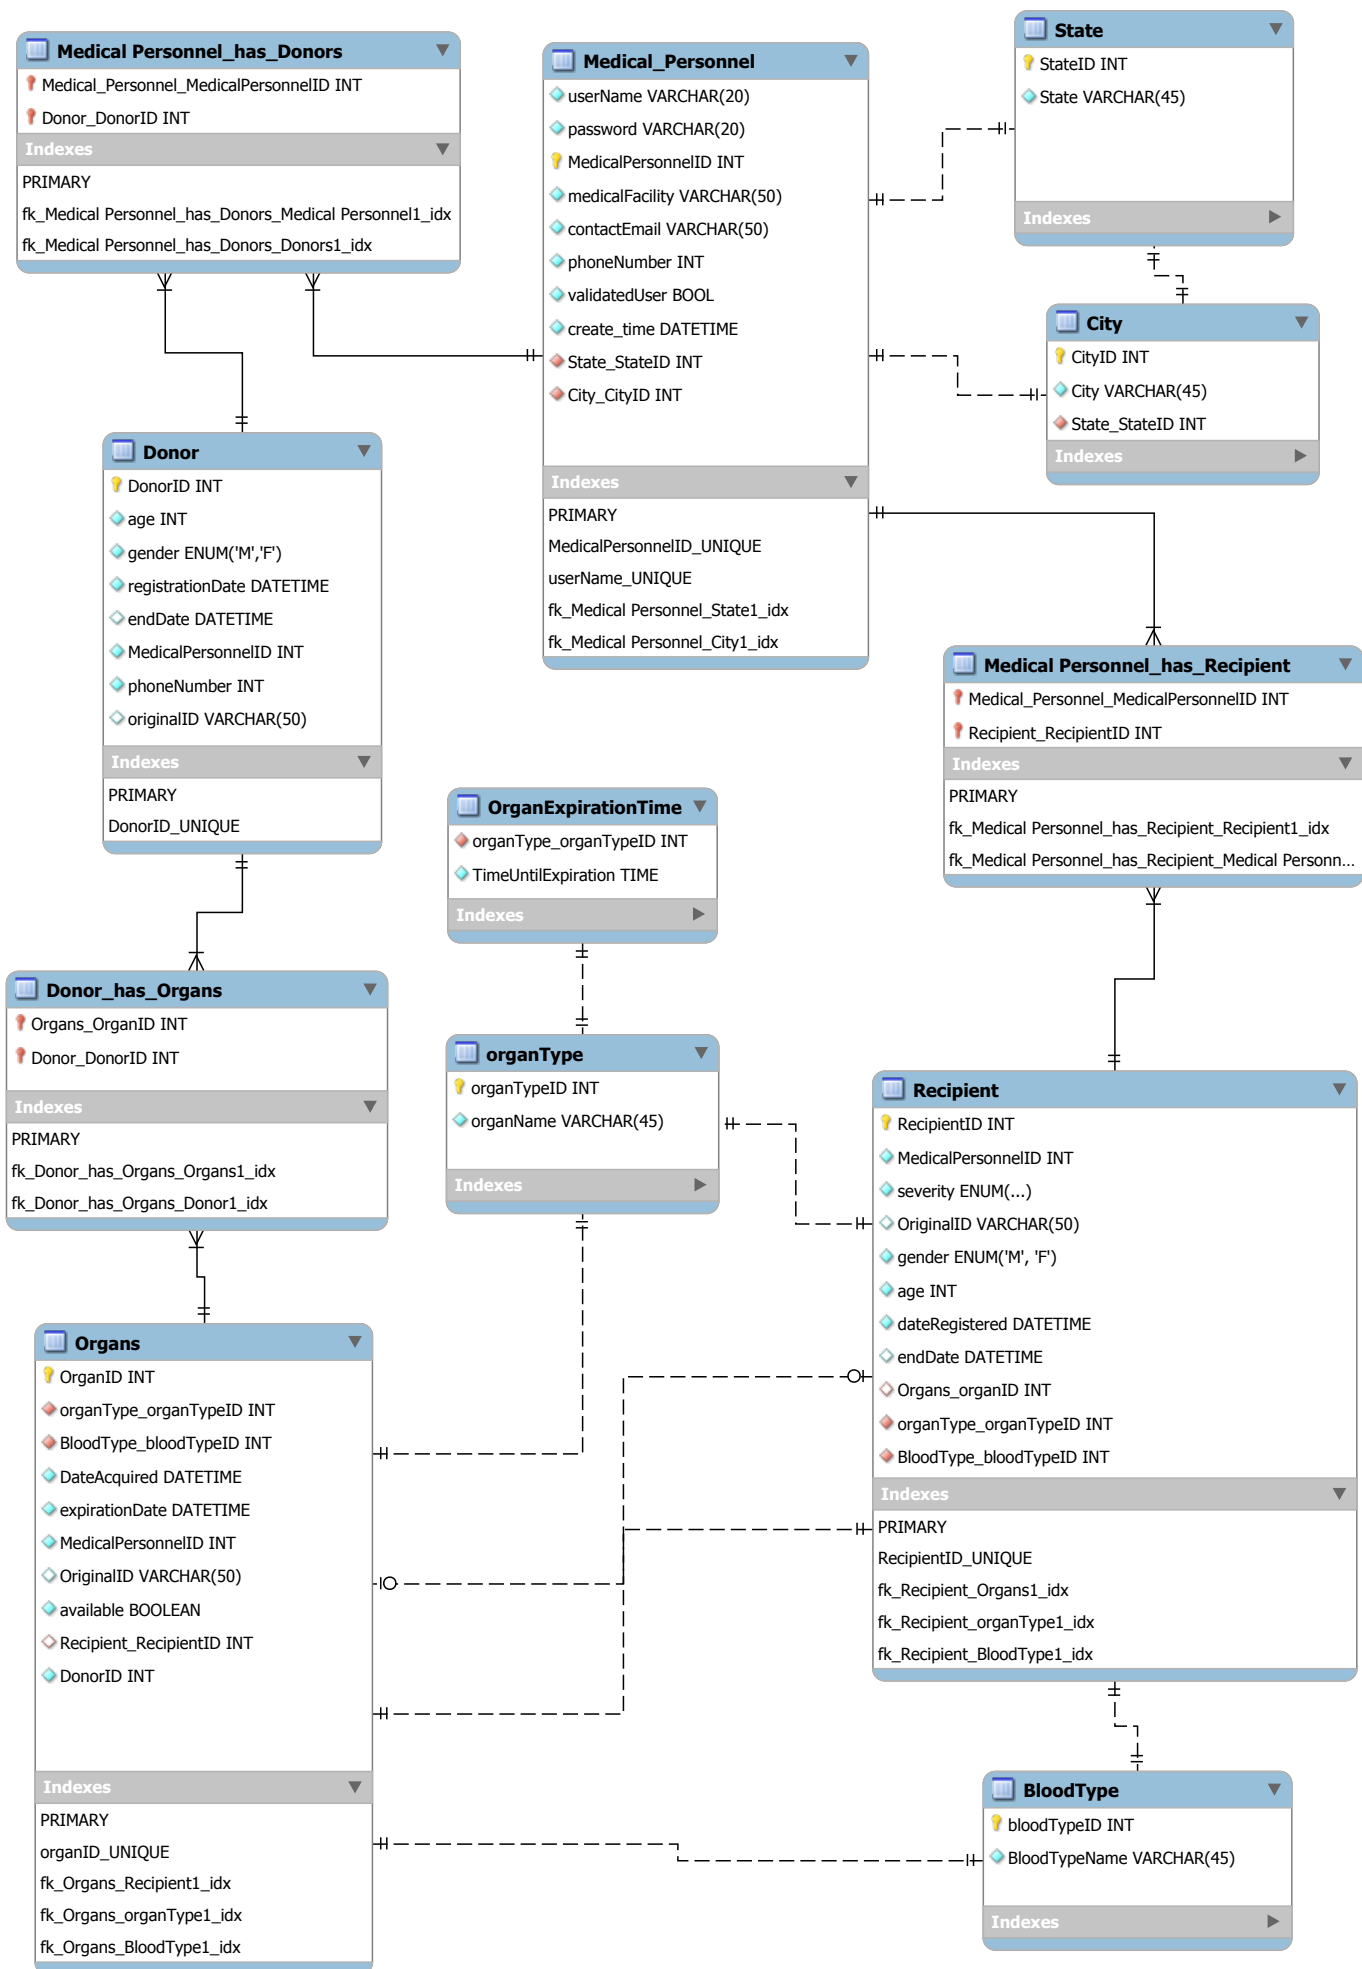 Medical Personnel_has_Donors
Medical_Personnel_MedicalPersonnelID INT
Donor_DonorID INT
Indexes
PRIMARY
fk_Medical Personnel_has_Donors_Medical Personnel1_idx
fk_Medical Personnel_has_Donors_Donors1_idx
Medical_Personnel
userName VARCHAR(20)
password VARCHAR(20)
MedicalPersonnelID INT
medicalFacility VARCHAR(50)
contactEmail VARCHAR(50)
phoneNumber INT
validatedUser BOOL
create_time DATETIME
State_StateID INT
City_CityID INT
Indexes
PRIMARY
MedicalPersonnelID_UNIQUE
userName_UNIQUE
fk_Medical Personnel_State1_idx
fk_Medical Personnel_City1_idx
State
StateID INT
State VARCHAR(45)
Indexes
City
CityID INT
City VARCHAR(45)
State_StateID INT
Indexes
Donor
DonorID INT
age INT
gender ENUM('M','F')
registrationDate DATETIME
endDate DATETIME
MedicalPersonnelID INT
phoneNumber INT
originalID VARCHAR(50)
Indexes
PRIMARY
DonorID_UNIQUE
Medical Personnel_has_Recipient
Medical_Personnel_MedicalPersonnelID INT
Recipient_RecipientID INT
Indexes
PRIMARY
fk_Medical Personnel_has_Recipient_Recipient1_idx
fk_Medical Personnel_has_Recipient_Medical Personn...
OrganExpirationTime
organType_organTypeID INT
TimeUntilExpiration TIME
Indexes
Donor_has_Organs
Organs_OrganID INT
Donor_DonorID INT
Indexes
PRIMARY
fk_Donor_has_Organs_Organs1_idx
fk_Donor_has_Organs_Donor1_idx
organType
organTypeID INT
organName VARCHAR(45)
Indexes
Recipient
RecipientID INT
MedicalPersonnelID INT
severity ENUM(...)
OriginalID VARCHAR(50)
gender ENUM('M', 'F')
age INT
dateRegistered DATETIME
endDate DATETIME
Organs_organID INT
organType_organTypeID INT
BloodType_bloodTypeID INT
Indexes
PRIMARY
RecipientID_UNIQUE
fk_Recipient_Organs1_idx
fk_Recipient_organType1_idx
fk_Recipient_BloodType1_idx
Organs
OrganID INT
organType_organTypeID INT
BloodType_bloodTypeID INT
DateAcquired DATETIME
expirationDate DATETIME
MedicalPersonnelID INT
OriginalID VARCHAR(50)
available BOOLEAN
Recipient_RecipientID INT
DonorID INT
Indexes
PRIMARY
organID_UNIQUE
fk_Organs_Recipient1_idx
fk_Organs_organType1_idx
fk_Organs_BloodType1_idx
BloodType
bloodTypeID INT
BloodTypeName VARCHAR(45)
Indexes